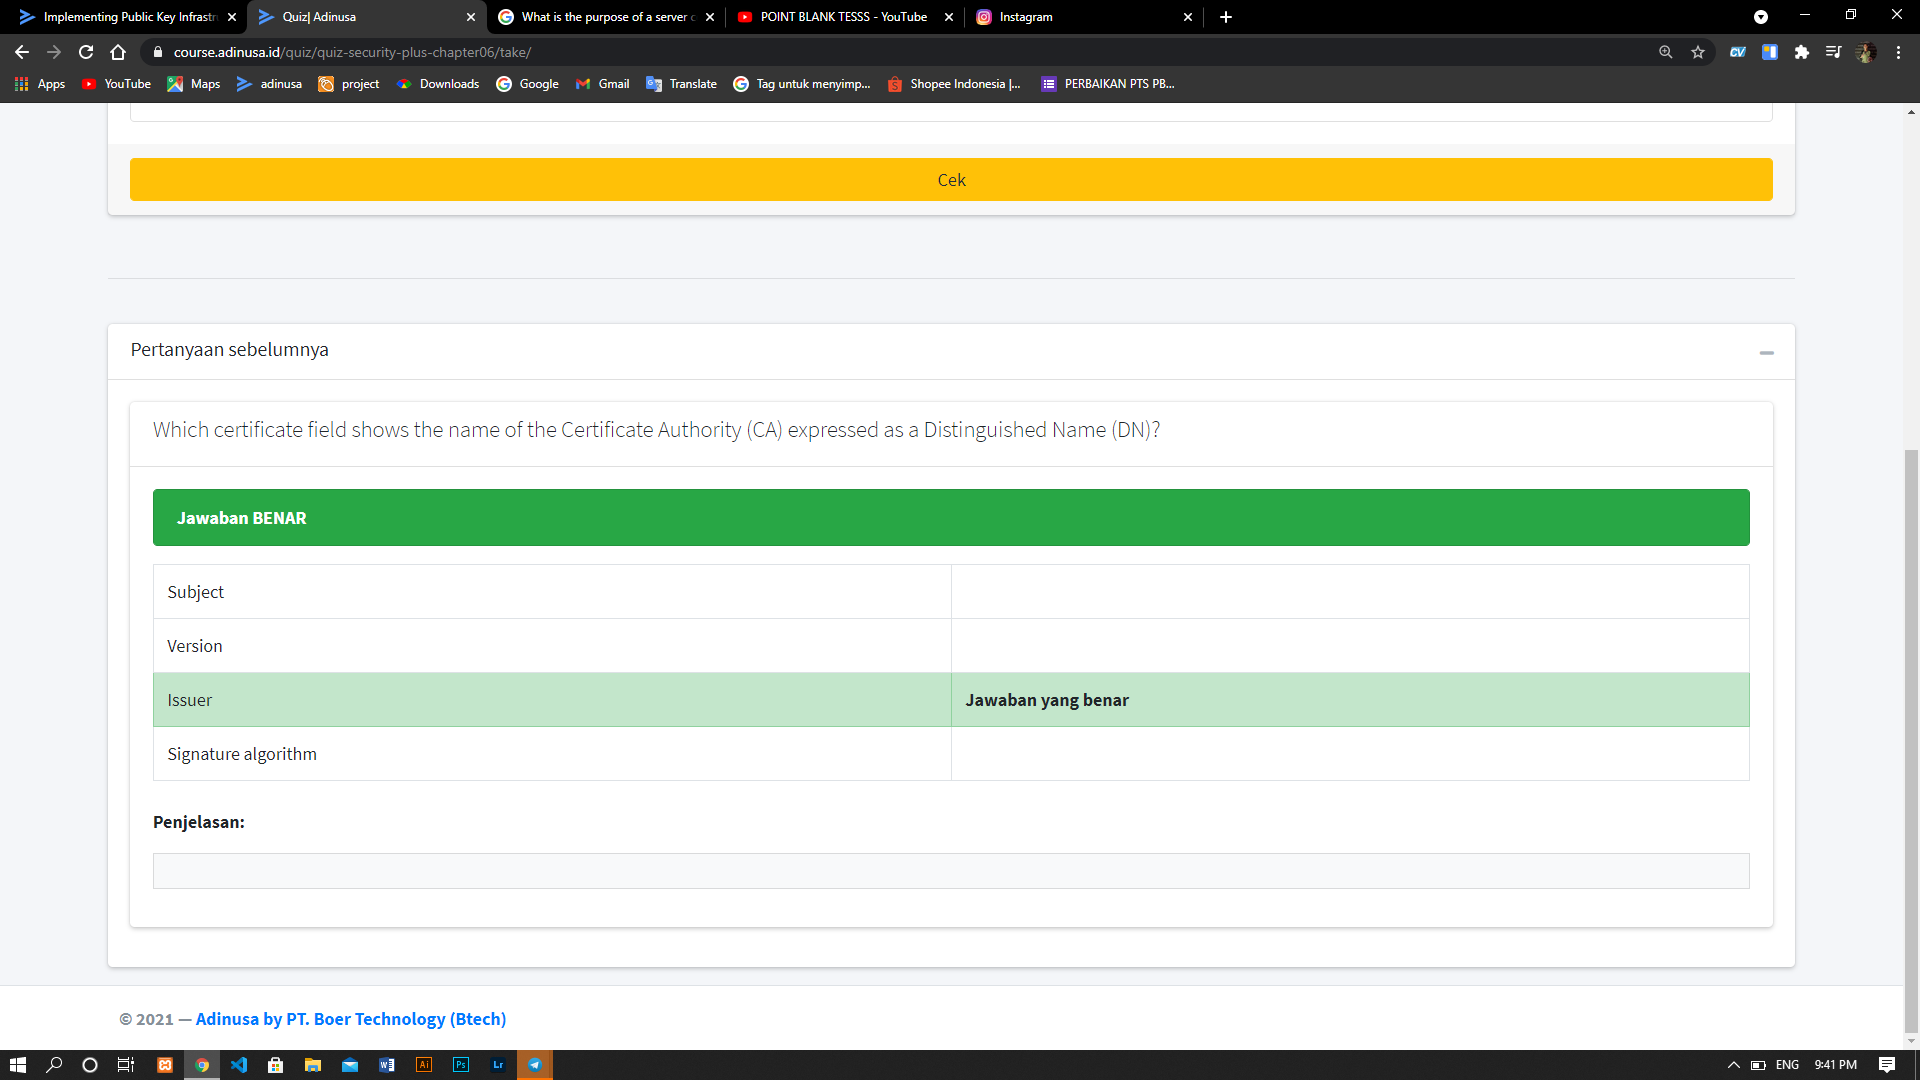 Implementing Public Key Infrastr
Quiz| Adinusa
What is the purpose of a server c
POINT BLANK TESSS - YouTube
Instagram
course.adinusa.id/quiz/quiz-security-plus-chapter06/take/
Apps
YouTube
Maps
adinusa
project
Downloads
Google
Gmail
Translate
Tag untuk menyimp...
Shopee Indonesia |...
PERBAIKAN PTS PB...
Cek
Pertanyaan sebelumnya
Which certificate field shows the name of the Certificate Authority (CA) expressed as a Distinguished Name (DN)?
Jawaban BENAR
Subject
Version
Issuer Jawaban yang benar
Signature algorithm
Penjelasan:
© 2021 — Adinusa by PT. Boer Technology (Btech)
Ai
Ps
Lr
ENG
9:41 PM